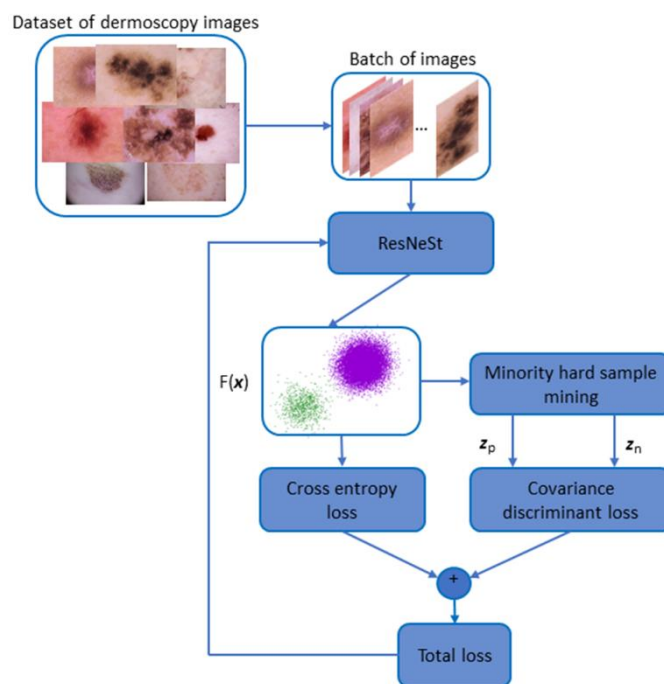 Dataset of dermoscopy images
Batch of images
...
ResNeSt
F(x)
Minority hard sample
mining
zp
zn
Cross entropy
loss
Covariance
discriminant loss
+
Total loss